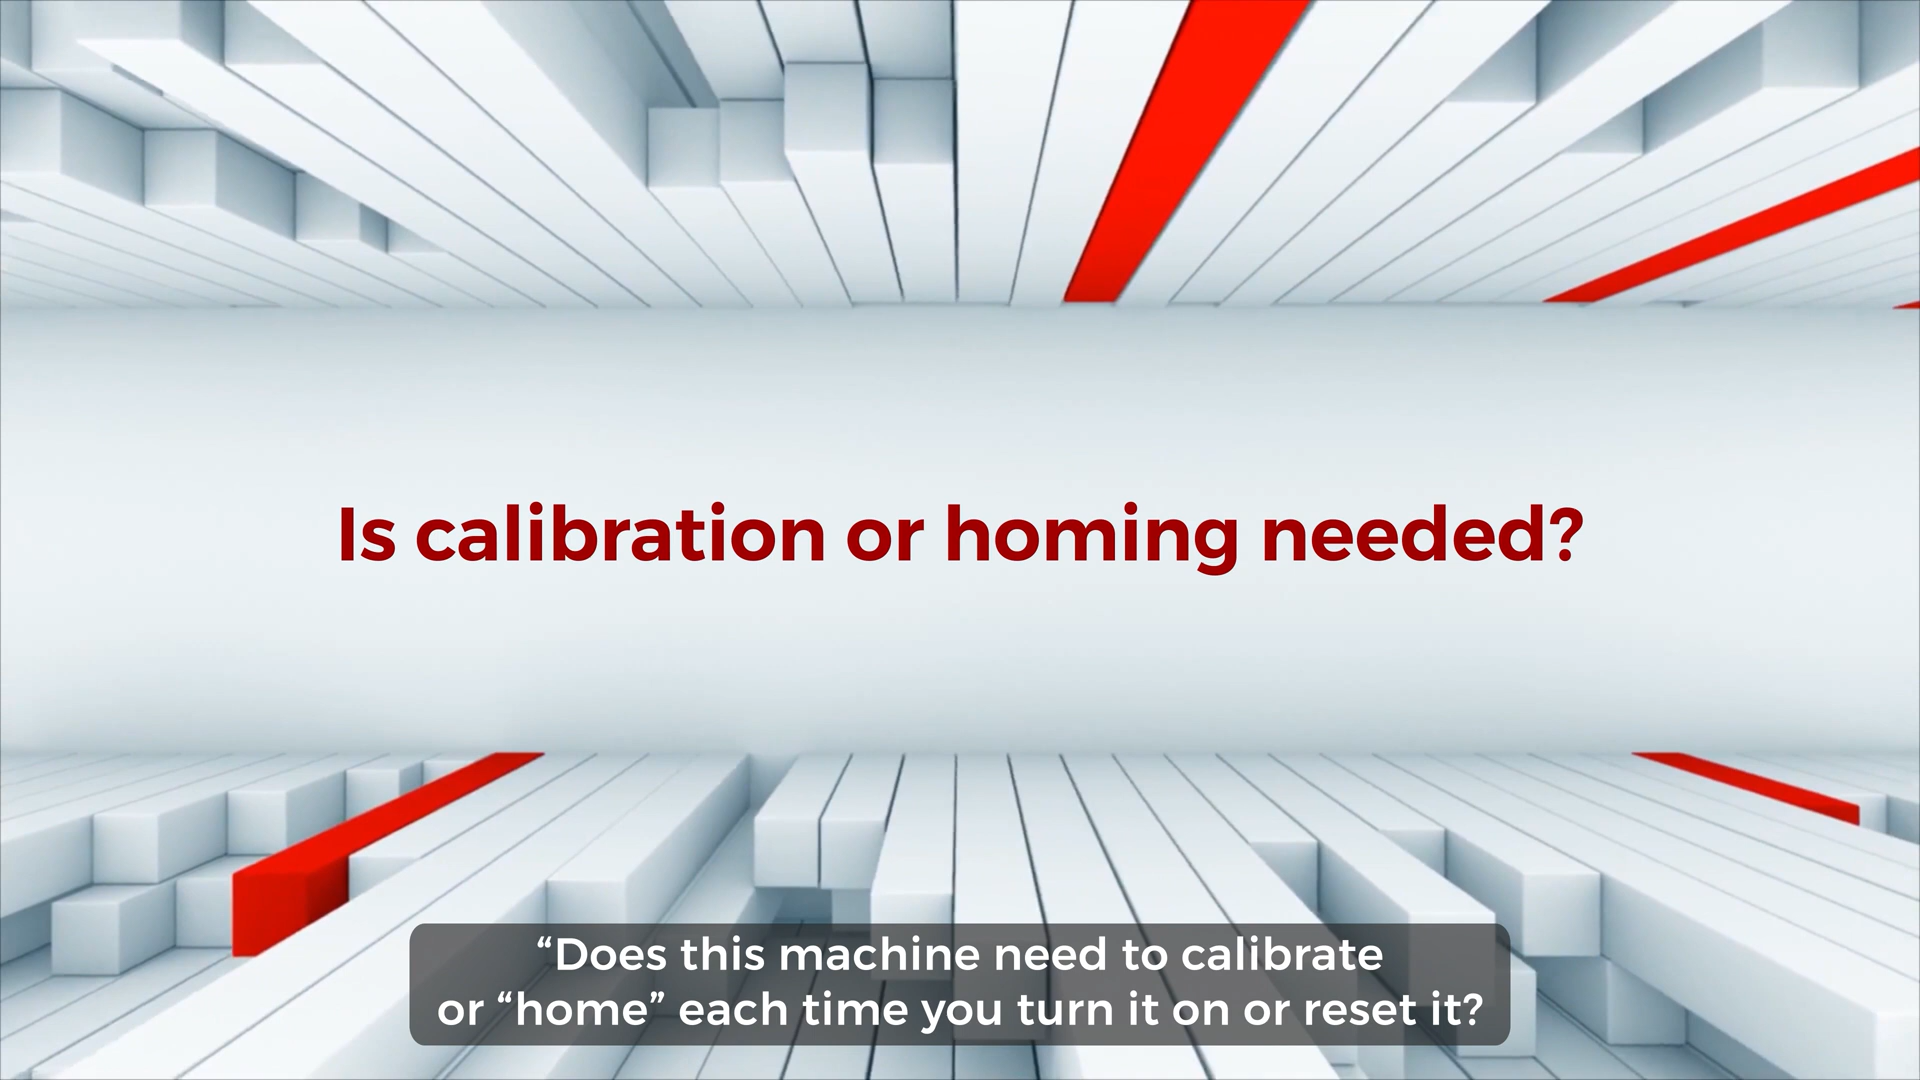 Is calibration or homing needed?
“Does this machine need to calibrate
or “home” each time you turn it on or reset it?